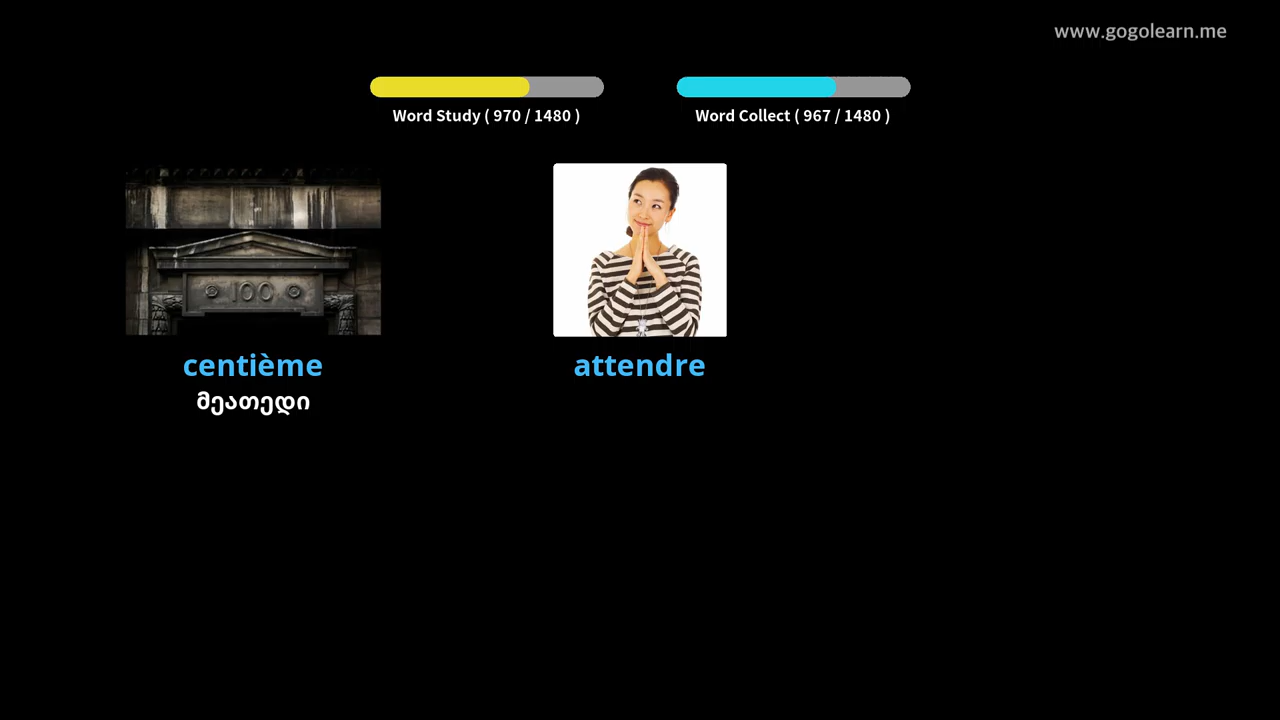 www.gogolearn.me
Word Study ( 970 / 1480 )
Word Collect ( 967 / 1480 )
100
centième
მეათედი
attendre